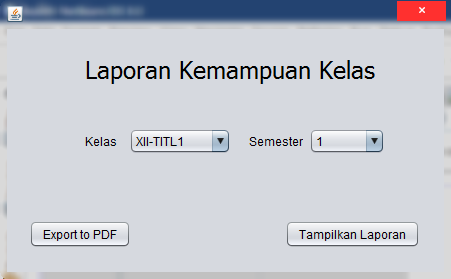 Laporan Kemampuan Kelas
Kelas XII-TITL1 Semester 1
Export to PDF Tampilkan Laporan